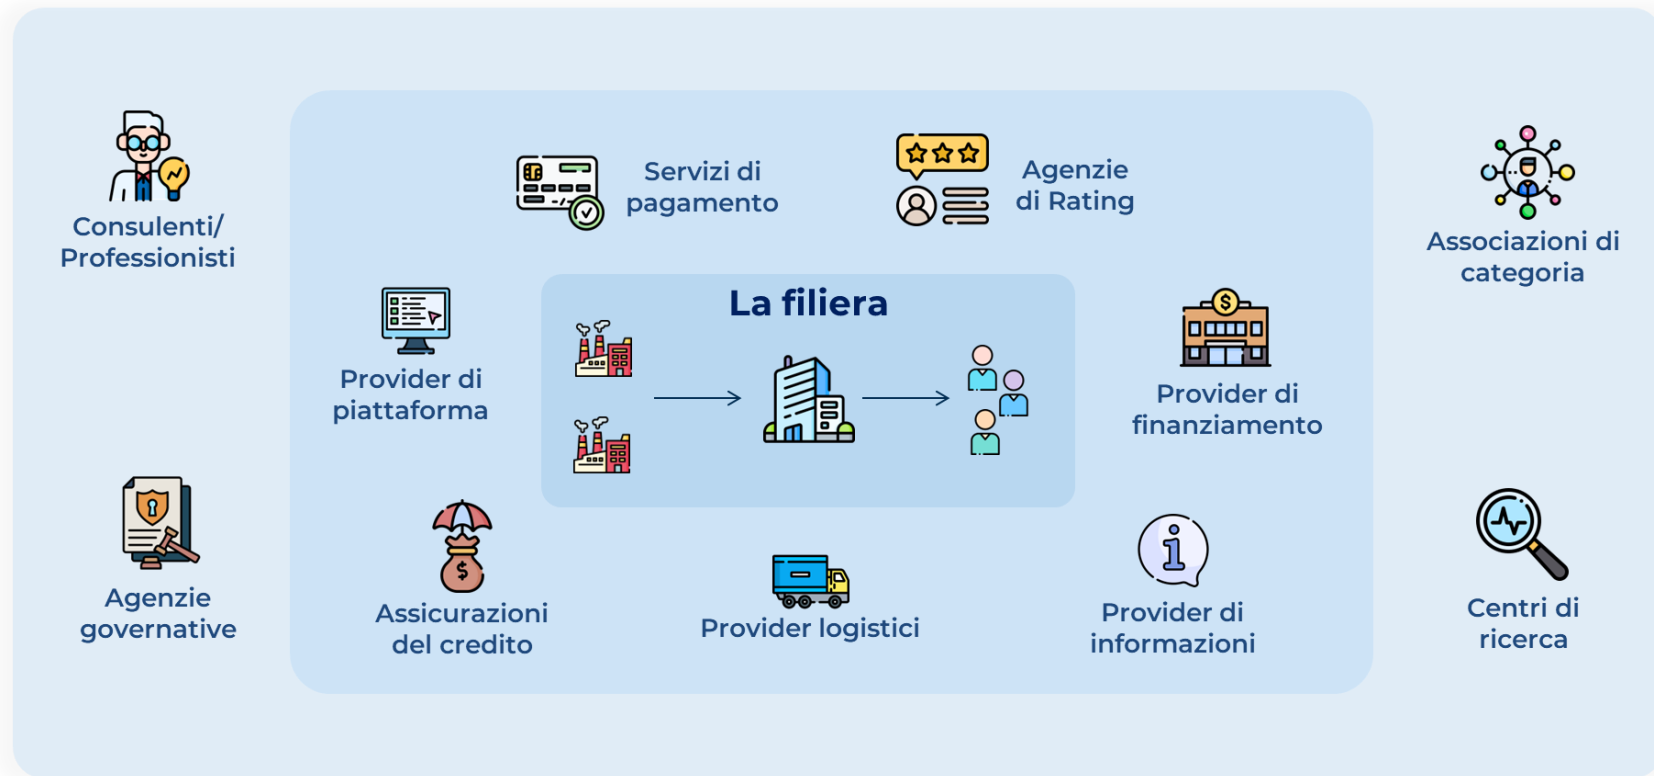 Consulenti/
Professionisti
Servizi di
pagamento
Agenzie
di Rating
Associazioni di
categoria
La filiera
Provider di
piattaforma
Provider di
finanziamento
Agenzie
governative
Assicurazioni
del credito
Provider logistici
Provider di
informazioni
Centri di
ricerca